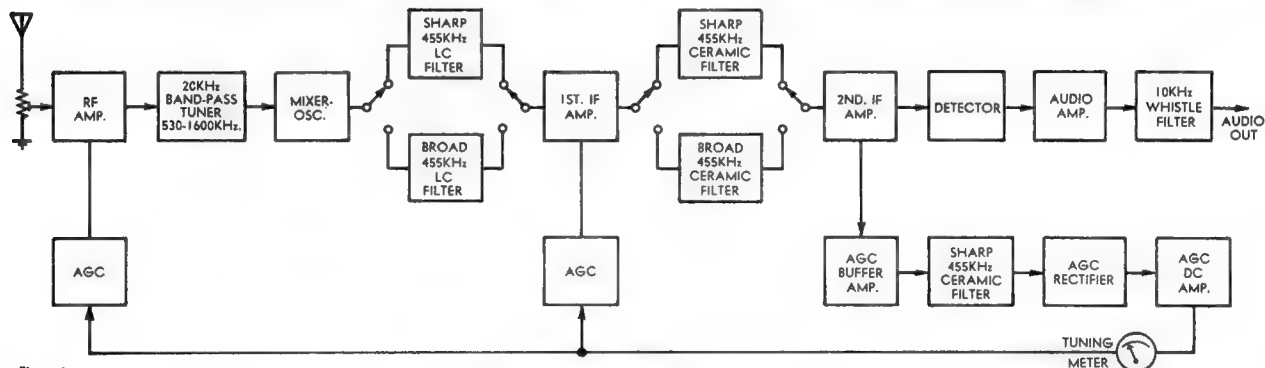 SHARP
455KHz
LC
FILTER
SHARP
455KHz
CERAMIC
FILTER
RF
AMP.
20KHz
BAND-PASS
TUNER
530-1600KHz.
MIXER-
OSC.
1ST. IF
AMP.
2ND. IF
AMP.
DETECTOR
AUDIO
AMP.
10KHz
WHISTLE
FILTER
AUDIO
OUT
BROAD
455KHz
LC
FILTER
BROAD
455KHz
CERAMIC
FILTER
AGC
AGC
AGC
BUFFER
AMP.
SHARP
455KHz
CERAMIC
FILTER
AGC
RECTIFIER
AGC
DC
AMP.
TUNING
METER